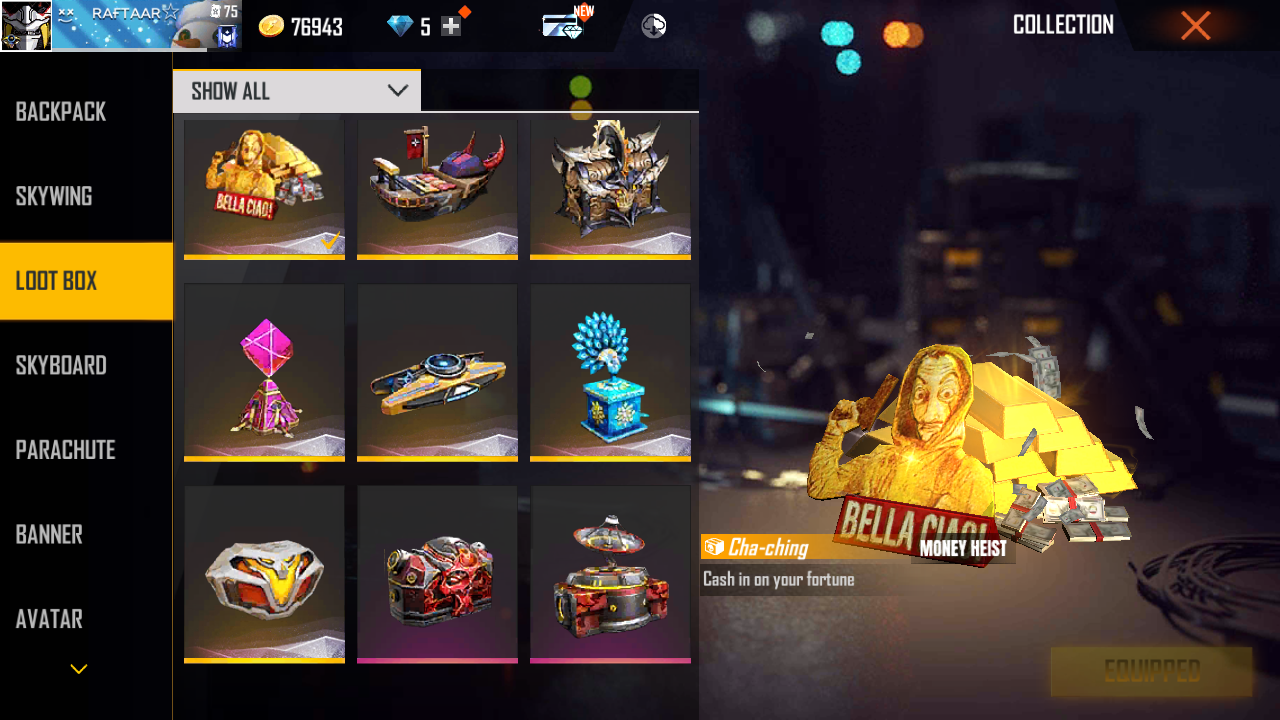 RAFTAAR☆
75
76943
5
NEW
COLLECTION
BACKPACK
SKYWING
LOOT BOX
SKYBOARD
PARACHUTE
BANNER
AVATAR
SHOW ALL
BELLA CIAO!
BELLA CIAO!
Cha-ching
MONEY HEIST
Cash in on your fortune
EQUIPPED